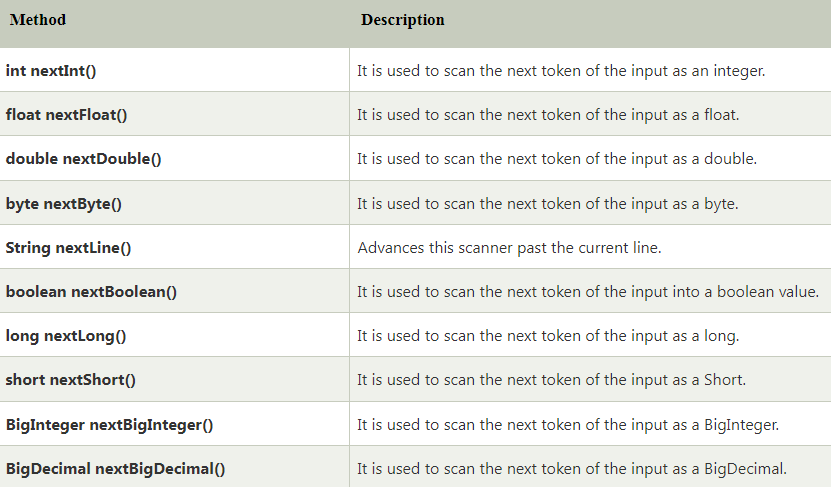 Method Description
int nextInt() It is used to scan the next token of the input as an integer.
float nextFloat() It is used to scan the next token of the input as a float.
double nextDouble() It is used to scan the next token of the input as a double.
byte nextByte() It is used to scan the next token of the input as a byte.
String nextLine() Advances this scanner past the current line.
boolean nextBoolean() It is used to scan the next token of the input into a boolean value.
long nextLong() It is used to scan the next token of the input as a long.
short nextShort() It is used to scan the next token of the input as a Short.
BigInteger nextBigInteger() It is used to scan the next token of the input as a BigInteger.
BigDecimal nextBigDecimal() It is used to scan the next token of the input as a BigDecimal.